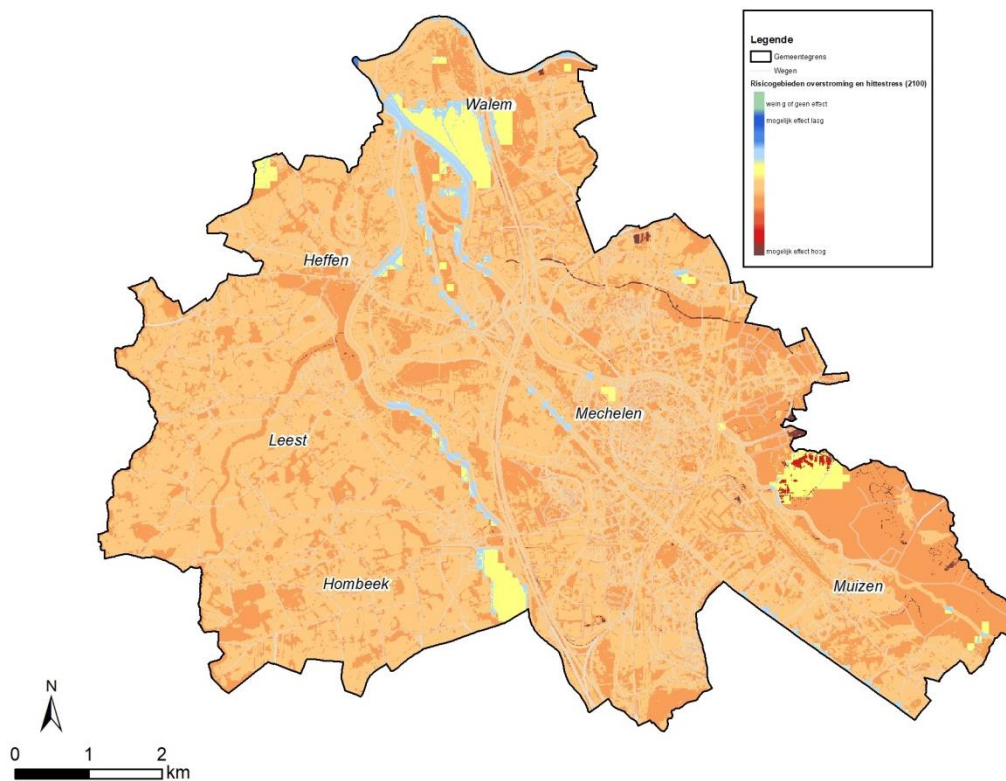 Legende
Gemeentegrens
Wegen
Risicogebieden overstroming en hittestress (2100)
weinig of geen effect
mogelijk effect laag
mogelijk effect hoog
Walem
Heffen
Mechelen
Leest
Hombeek
Muizen
N
0 1 2
km